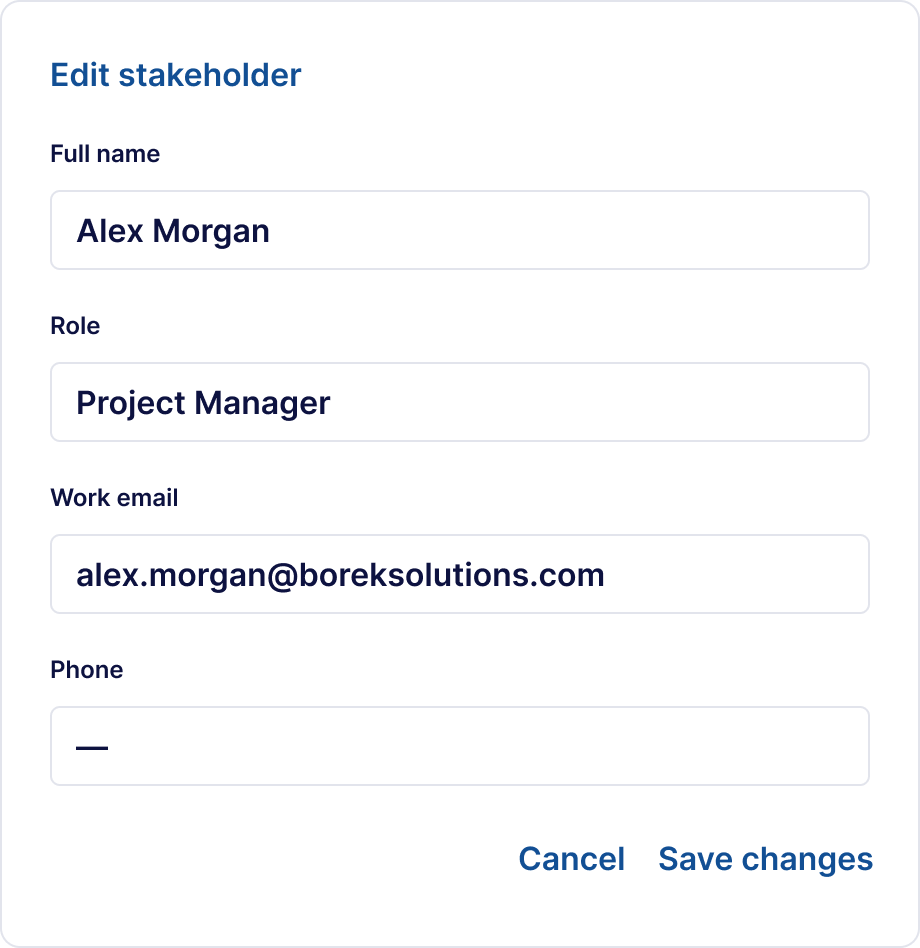 Edit stakeholder
Full name
Alex Morgan
Role
Project Manager
Work email
alex.morgan@boreksolutions.com
Phone
—
Cancel Save changes